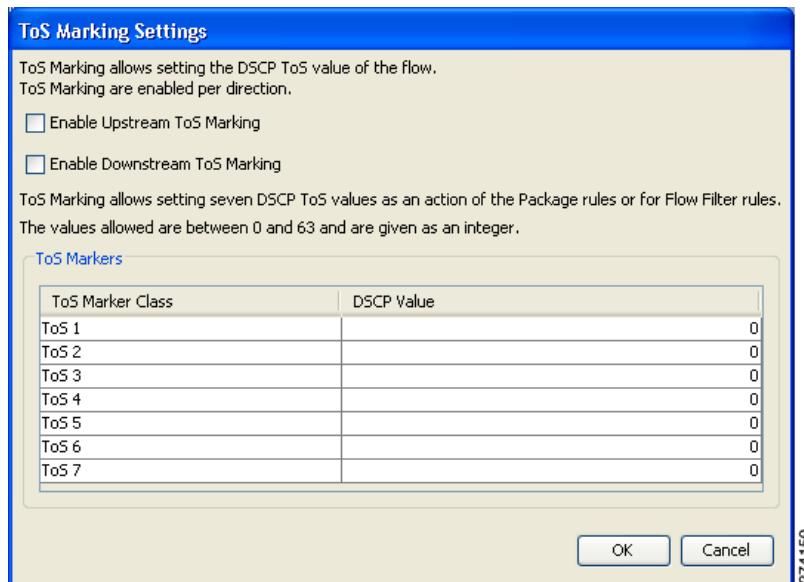 ToS Marking Settings
ToS Marking allows setting the DSCP ToS value of the flow.
ToS Marking are enabled per direction.
Enable Upstream ToS Marking
Enable Downstream ToS Marking
ToS Marking allows setting seven DSCP ToS values as an action of the Package rules or for Flow Filter rules.
The values allowed are between 0 and 63 and are given as an integer.
ToS Markers
ToS Marker Class DSCP Value
ToS 1 0
ToS 2 0
ToS 3 0
ToS 4 0
ToS 5 0
ToS 6 0
ToS 7 0
OK Cancel